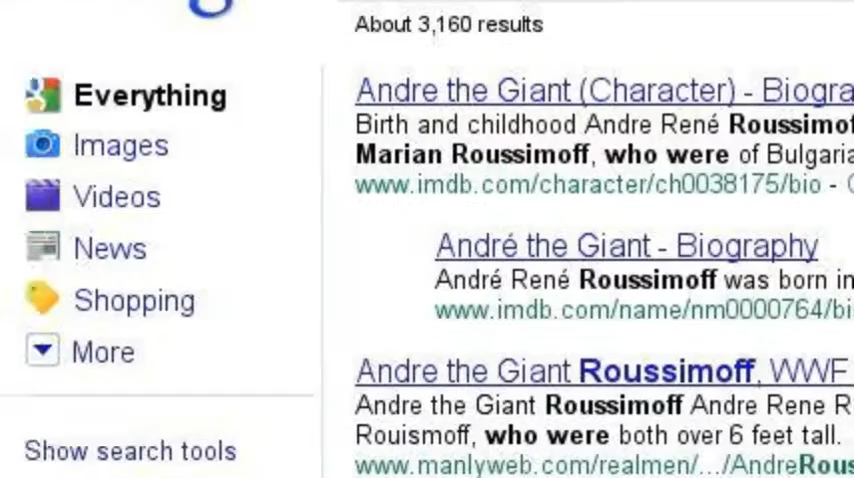 About 3,160 results
Everything
Images
Videos
News
Shopping
More
Show search tools
Andre the Giant (Character) - Biogra
Birth and childhood Andre René Roussimof
Marian Roussimoff, who were of Bulgaria
www.imdb.com/character/ch0038175/bio -
André the Giant - Biography
André René Roussimoff was born in
www.imdb.com/name/nm0000764/bi
Andre the Giant Roussimoff, WWF
Andre the Giant Roussimoff Andre Rene R
Rouismoff, who were both over 6 feet tall.
www.manlyweb.com/realmen/.../AndreRous